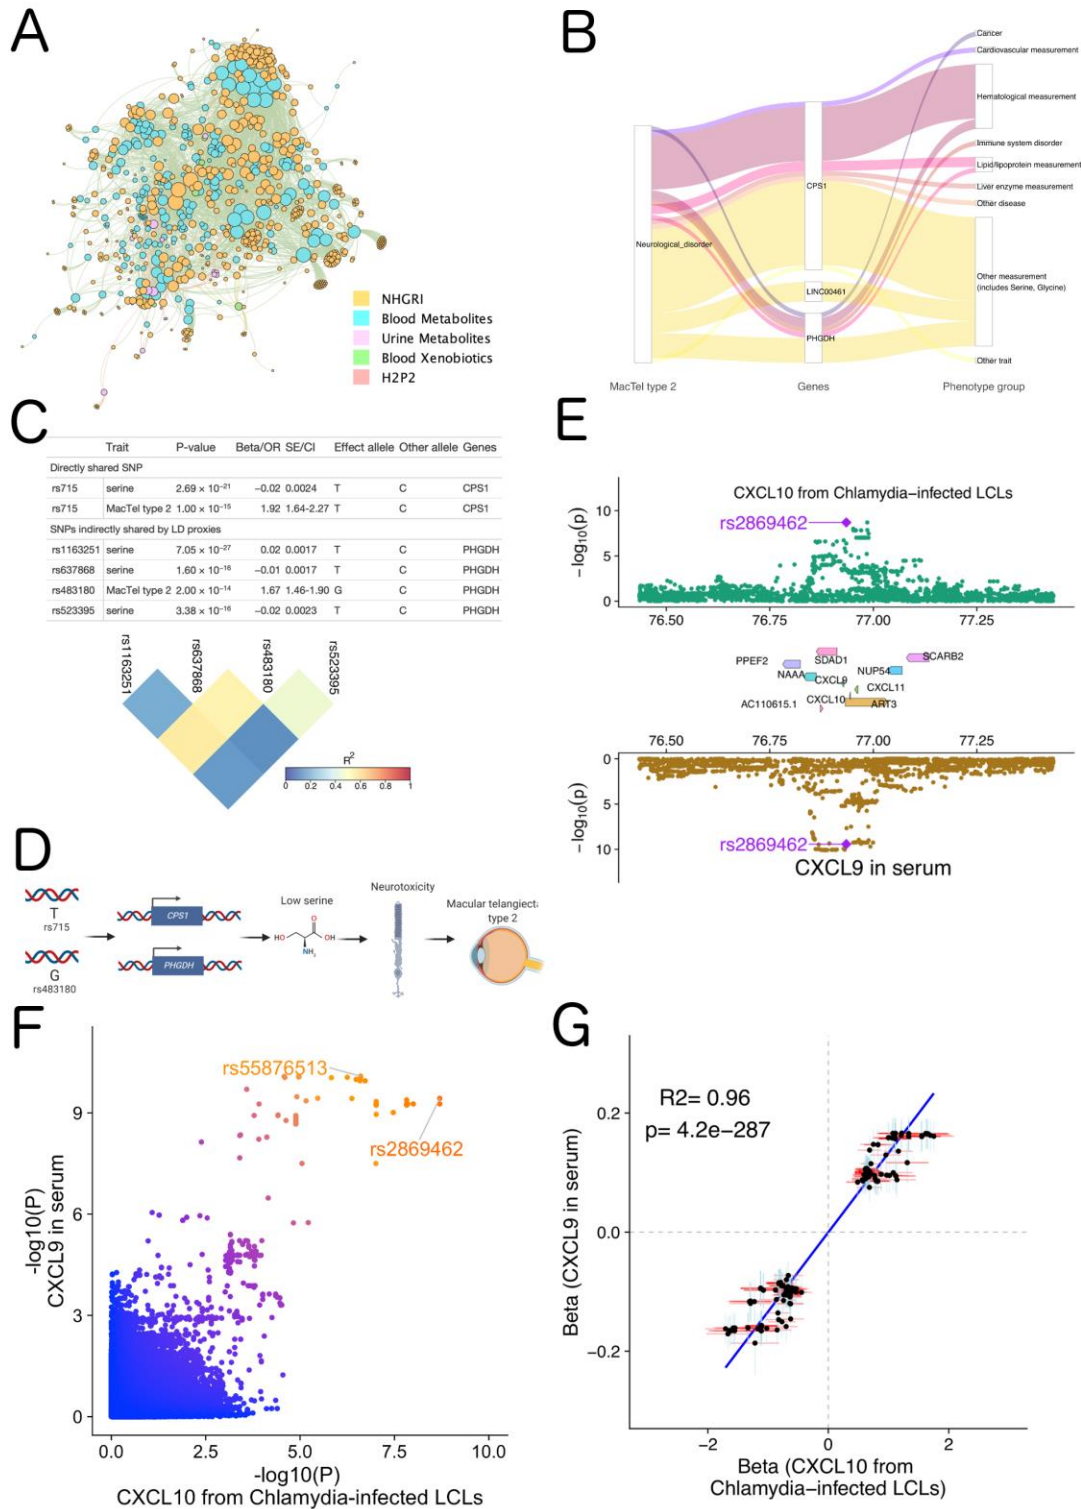 A
NHGRI
Blood Metabolites
Urine Metabolites
Blood Xenobiotics
H2P2
B
Cancer
Cardiovascular measurement
Hematological measurement
Immune system disorder
Lipid/lipoprotein measurement
Liver enzyme measurement
Other disease
CPS1
Neurological_disorder
Other measurement
(includes Serine, Glycine)
LINC00461
PHGDH
Other trait
MacTel type 2 Genes Phenotype group
C
Trait P-value Beta/OR SE/CI Effect allele Other allele Genes
Directly shared SNP
rs715 serine 2.69 × 10⁻²¹ −0.02 0.0024 T C CPS1
rs715 MacTel type 2 1.00 × 10⁻¹⁵ 1.92 1.64-2.27 T C CPS1
SNPs indirectly shared by LD proxies
rs1163251 serine 7.05 × 10⁻²⁷ 0.02 0.0017 T C PHGDH
rs637868 serine 1.60 × 10⁻¹⁶ −0.01 0.0017 T C PHGDH
rs483180 MacTel type 2 2.00 × 10⁻¹⁴ 1.67 1.46-1.90 G C PHGDH
rs523395 serine 3.38 × 10⁻¹⁶ −0.02 0.0023 T C PHGDH
rs1163251 rs637868 rs483180 rs523395
R²
0 0.2 0.4 0.6 0.8 1
D
T
rs715
G
rs483180
CPS1
PHGDH
Low serine
HO O OH NH₂
Neurotoxicity
Macular telangiecta
type 2
E
CXCL10 from Chlamydia−infected LCLs
rs2869462
−log₁₀(p)
10
5
0
76.50 76.75 77.00 77.25
PPEF2 SDAD1 SCARB2
NAAA CXCL9 NUP54
CXCL11
AC110615.1 CXCL10 ART3
76.50 76.75 77.00 77.25
−log₁₀(p)
0
5
10
rs2869462
CXCL9 in serum
F
rs55876513
rs2869462
-log10(P)
CXCL9 in serum
9
6
3
0
0.0 2.5 5.0 7.5 10.0
-log10(P)
CXCL10 from Chlamydia-infected LCLs
G
R2= 0.96
p= 4.2e−287
Beta (CXCL9 in serum)
0.2
0.0
−0.2
−2 0 2
Beta (CXCL10 from
Chlamydia−infected LCLs)